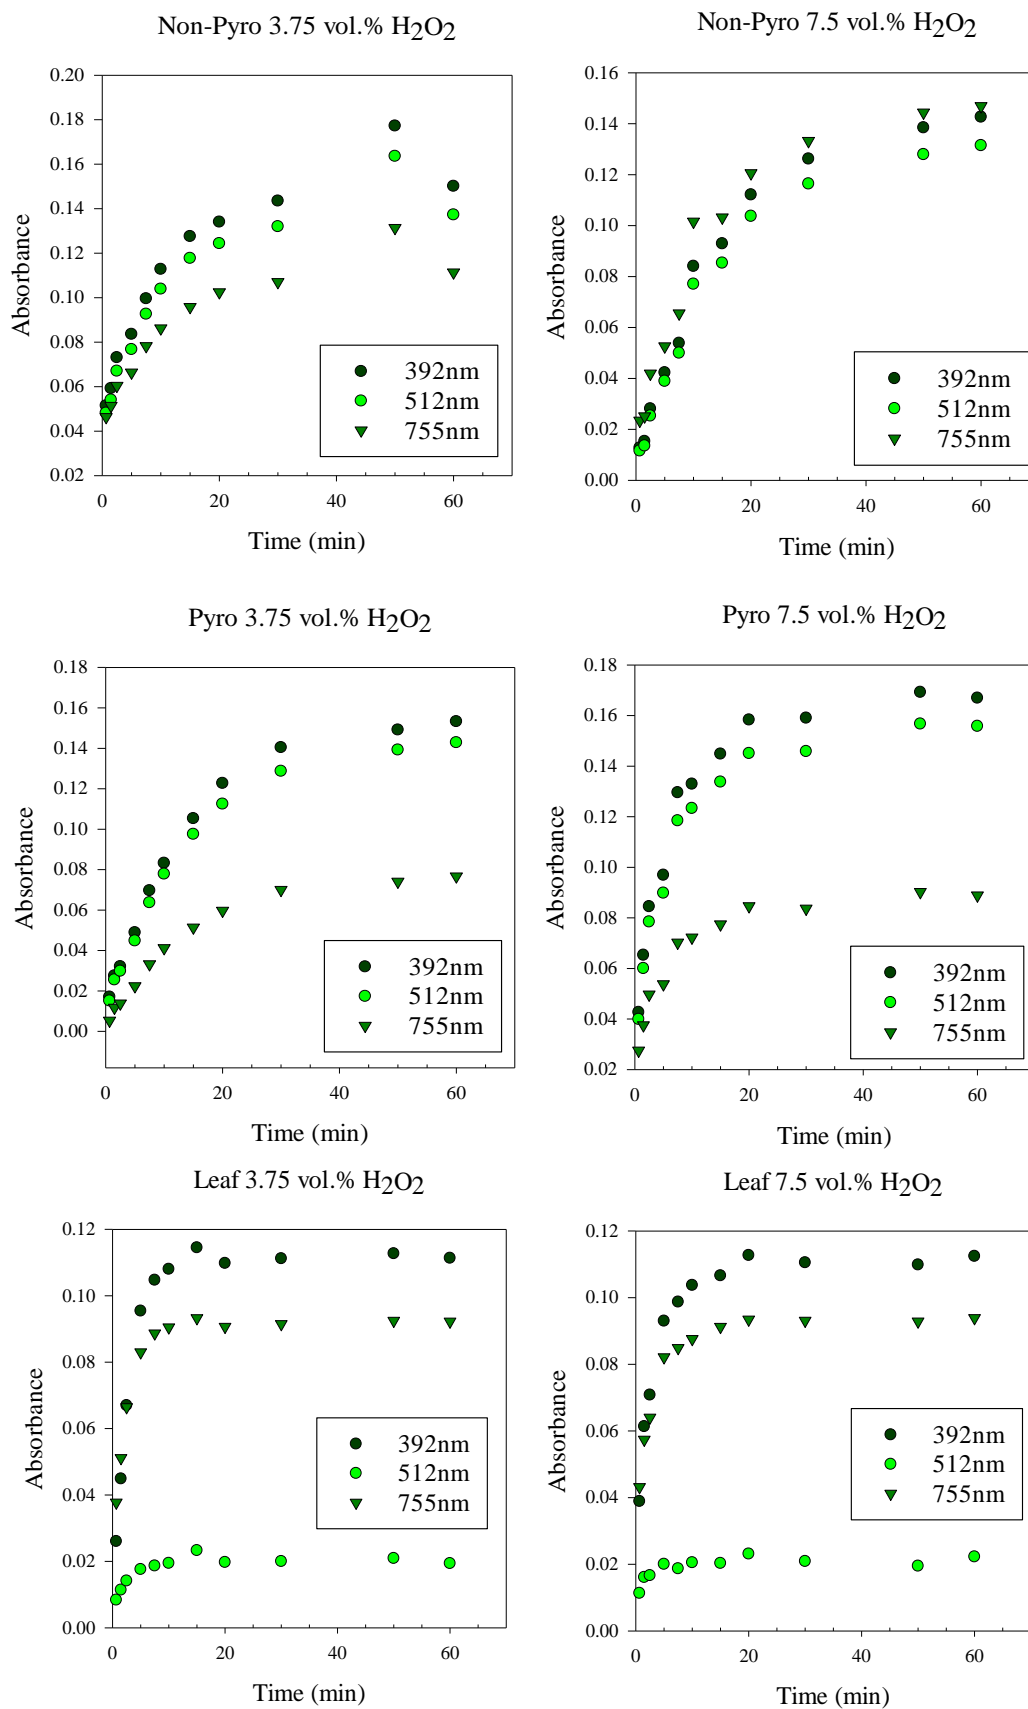 Non-Pyro 3.75 vol.% H2O2
0.20
0.18
0.16
0.14
0.12
0.10
0.08
0.06
0.04
0.02
Absorbance
392nm
512nm
755nm
0 20 40 60
Time (min)
Non-Pyro 7.5 vol.% H2O2
0.16
0.14
0.12
0.10
0.08
0.06
0.04
0.02
0.00
Absorbance
392nm
512nm
755nm
0 20 40 60
Time (min)
Pyro 3.75 vol.% H2O2
0.18
0.16
0.14
0.12
0.10
0.08
0.06
0.04
0.02
0.00
Absorbance
392nm
512nm
755nm
0 20 40 60
Time (min)
Pyro 7.5 vol.% H2O2
0.18
0.16
0.14
0.12
0.10
0.08
0.06
0.04
0.02
Absorbance
392nm
512nm
755nm
0 20 40 60
Time (min)
Leaf 3.75 vol.% H2O2
0.12
0.10
0.08
0.06
0.04
0.02
0.00
Absorbance
392nm
512nm
755nm
0 20 40 60
Time (min)
Leaf 7.5 vol.% H2O2
0.12
0.10
0.08
0.06
0.04
0.02
0.00
Absorbance
392nm
512nm
755nm
0 20 40 60
Time (min)